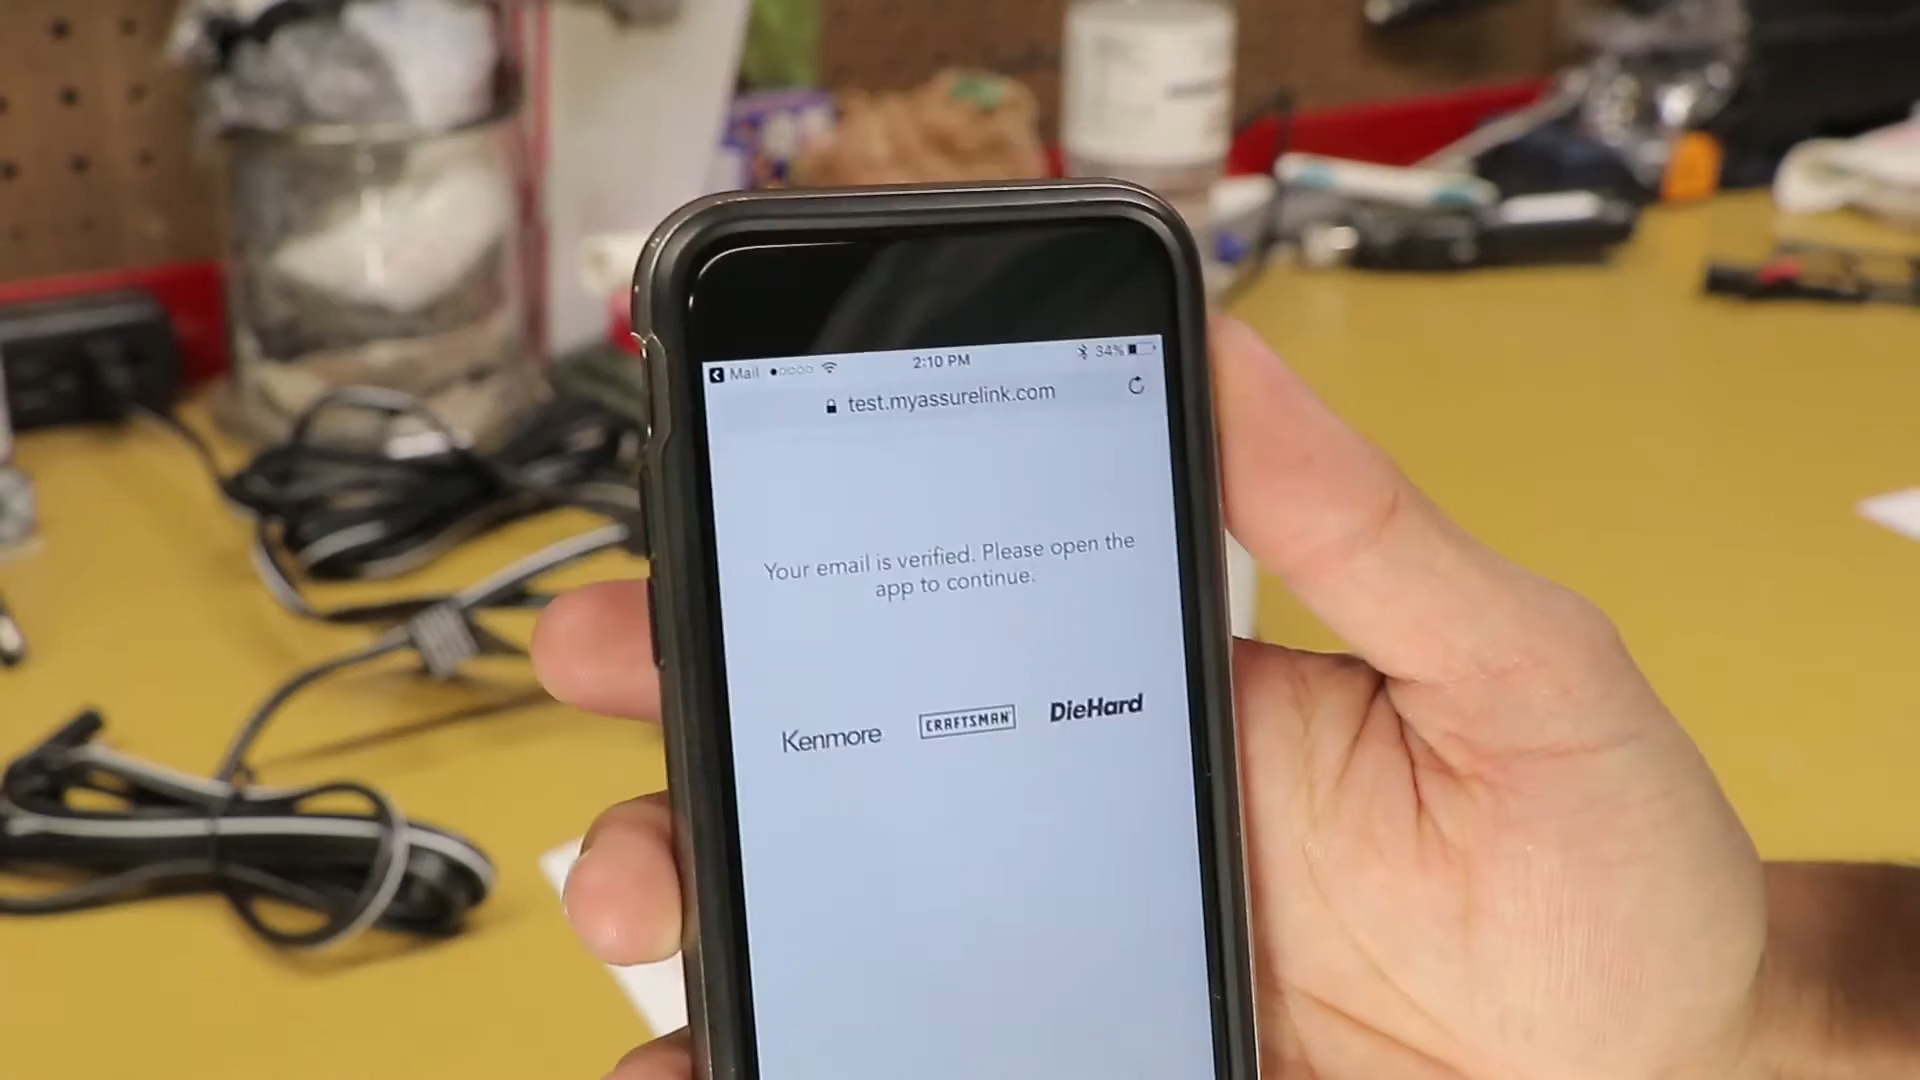 Mail 2:10 PM 34%
test.myassurelink.com
Your email is verified. Please open the
app to continue.
Kenmore CRAFTSMAN DieHard